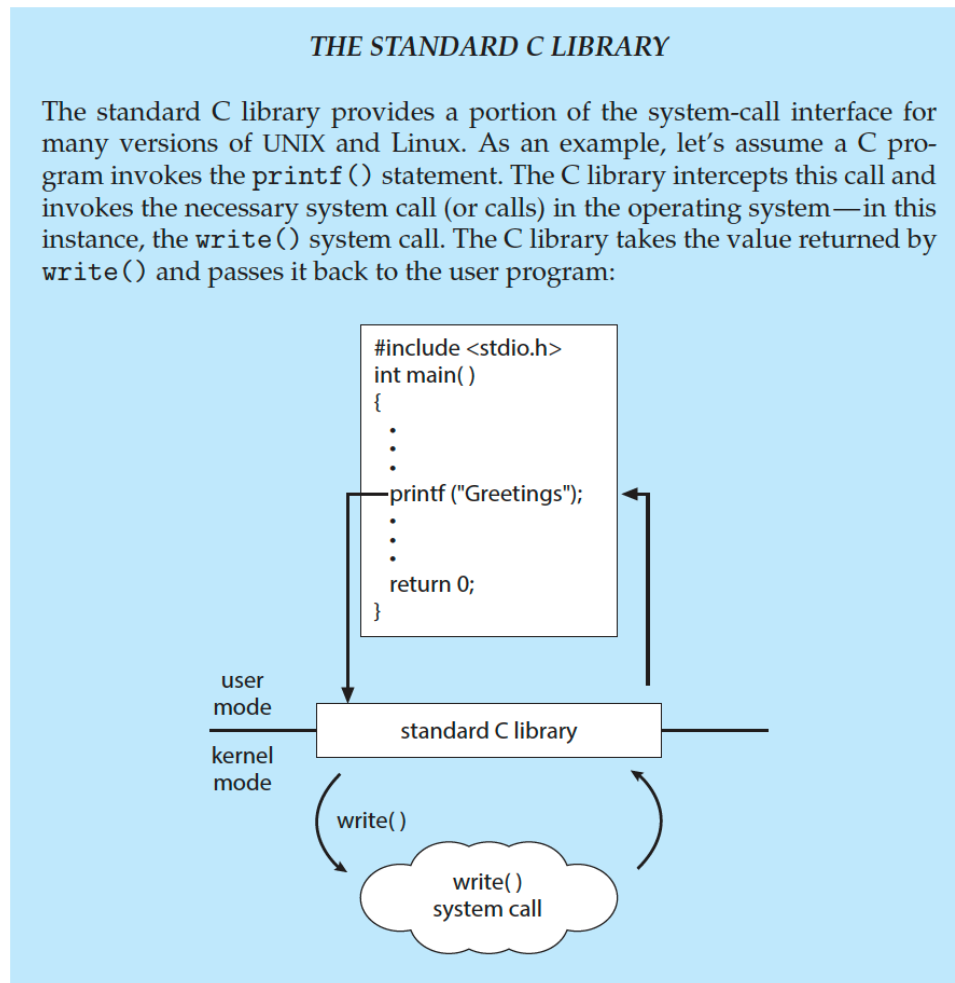 THE STANDARD C LIBRARY
The standard C library provides a portion of the system-call interface for
many versions of UNIX and Linux. As an example, let's assume a C pro-
gram invokes the printf() statement. The C library intercepts this call and
invokes the necessary system call (or calls) in the operating system—in this
instance, the write() system call. The C library takes the value returned by
write() and passes it back to the user program:
#include <stdio.h>
int main( )
{
printf ("Greetings");
return 0;
}
user
mode
standard C library
kernel
mode
write( )
write( )
system call